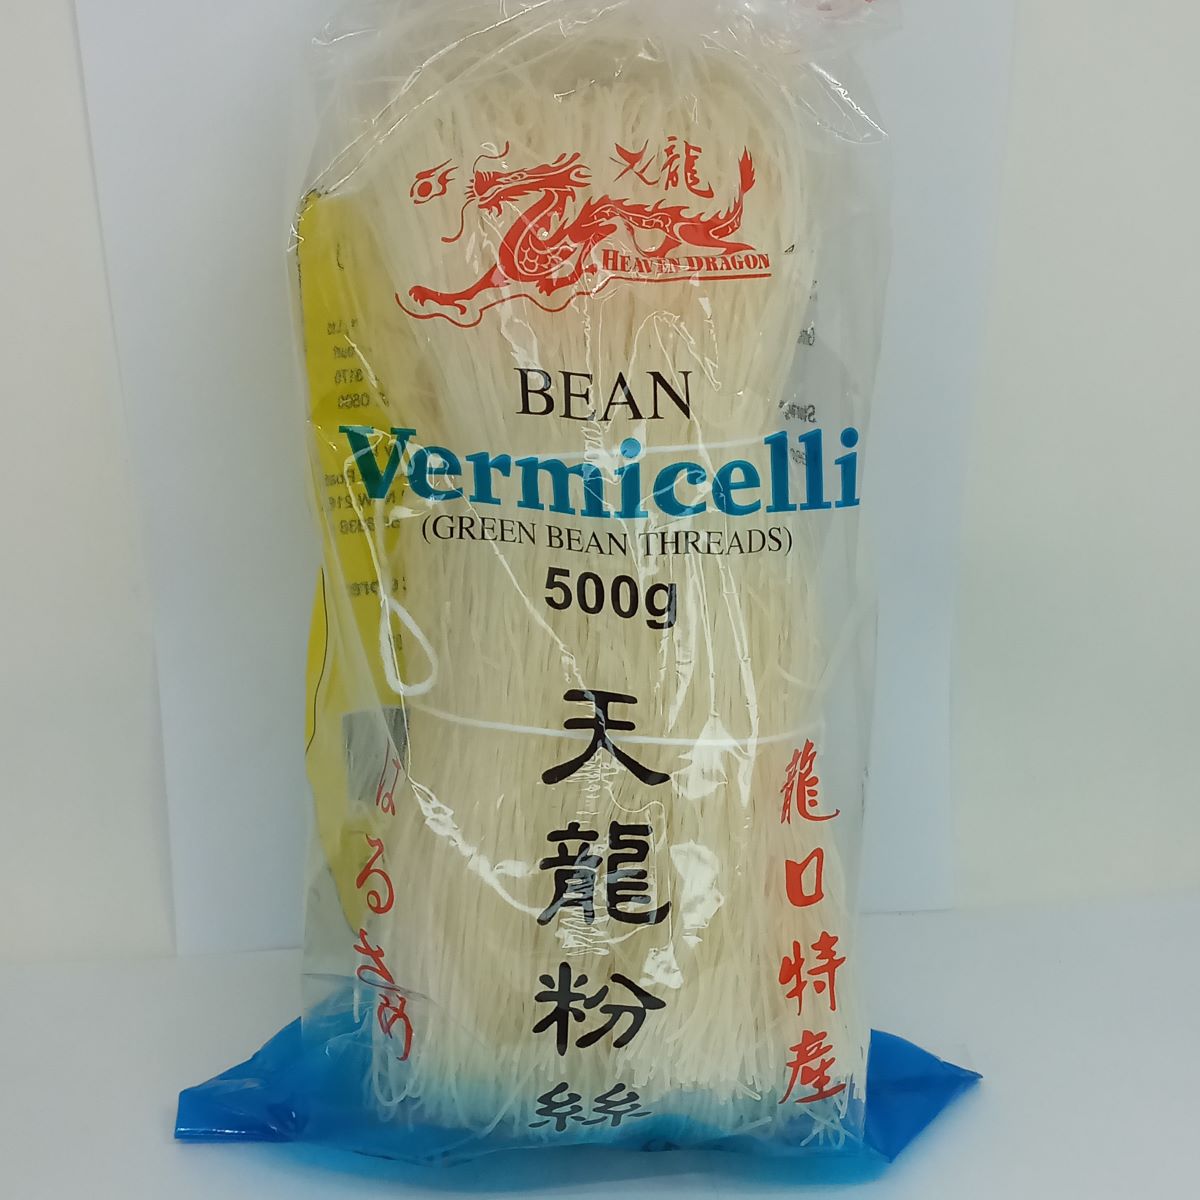 天龍
HEAVEN DRAGON
BEAN
Vermicelli
(GREEN BEAN THREADS)
500g
天龍粉絲
はるさめ
龍口特産